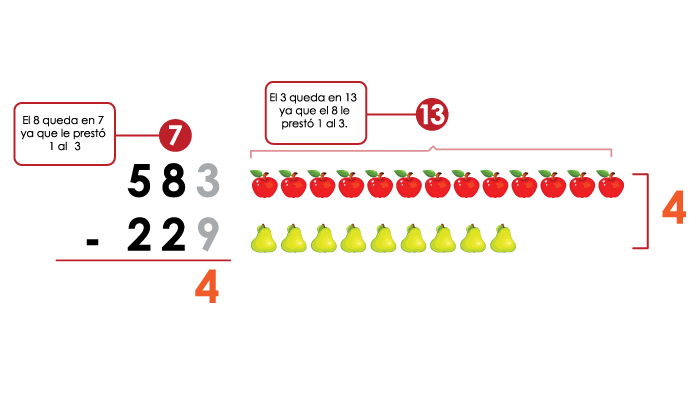 El 3 queda en 13
ya que el 8 le
prestó 1 al 3.
13
El 8 queda en 7
ya que le prestó
1 al 3
7
583
- 229
4
4